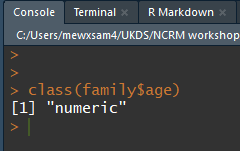 Console Terminal × R Markdown ×
C:/Users/mewxsam4/UKDS/NCRM workshop
>
>
> class(family$age)
[1] "numeric"
>